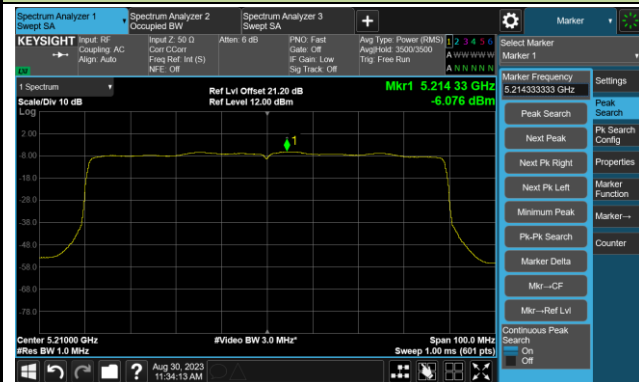 Spectrum Analyzer 1
Swept SA
Spectrum Analyzer 2
Occupied BW
Spectrum Analyzer 3
Swept SA
Marker
KEYSIGHT
Input: RF
Coupling: AC
Align: Auto
Input Z: 50 Ω
Corr CCorr
Freq Ref: Int (S)
NFE: Off
Atten: 6 dB
PNO: Fast
Gate: Off
IF Gain: Low
Sig Track: Off
Avg Type: Power (RMS)
Avg|Hold: 3500/3500
Trig: Free Run
1 2 3 4 5 6
A W W W W W
A N N N N N
LXI
1 Spectrum
Scale/Div 10 dB
Ref Lvl Offset 21.20 dB
Ref Level 12.00 dBm
Mkr1 5.214 33 GHz
-6.076 dBm
Log
2.00
-8.00
-18.0
-28.0
-38.0
-48.0
-58.0
-68.0
-78.0
1
Center 5.21000 GHz
#Res BW 1.0 MHz
#Video BW 3.0 MHz*
Span 100.0 MHz
Sweep 1.00 ms (601 pts)
Select Marker
Marker 1
Marker Frequency
5.214333333 GHz
Peak Search
Next Peak
Next Pk Right
Next Pk Left
Minimum Peak
Pk-Pk Search
Marker Delta
Mkr→CF
Mkr→Ref Lvl
Continuous Peak
Search
On
Off
Settings
Peak
Search
Pk Search
Config
Properties
Marker
Function
Marker→
Counter
?
Aug 30, 2023
11:34:13 AM